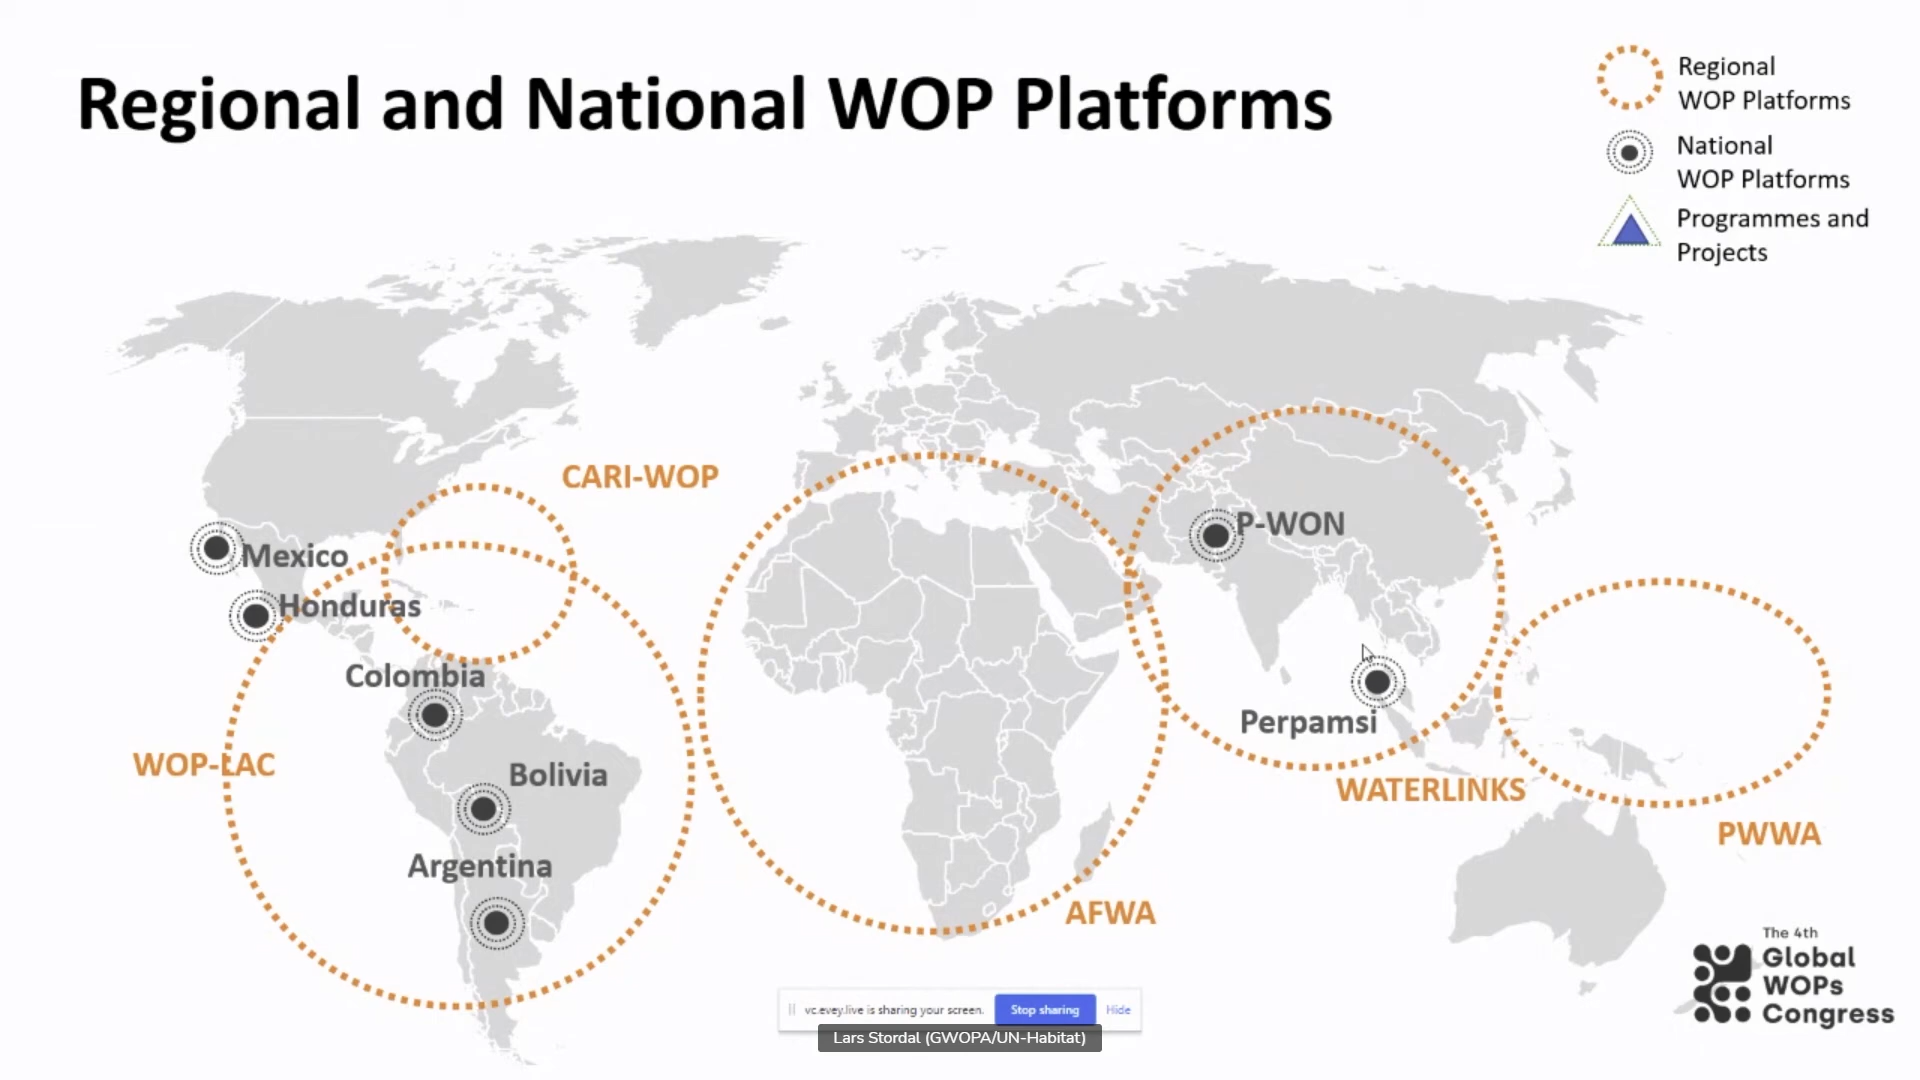 Regional and National WOP Platforms
Regional
WOP Platforms
National
WOP Platforms
Programmes and
Projects
CARI-WOP
P-WON
Mexico
Honduras
Colombia
Perpamsi
WOP-LAC
Bolivia
WATERLINKS
PWWA
Argentina
AFWA
The 4th
Global
WOPs
Congress
vc.evey.live is sharing your screen.
Stop sharing
Hide
Lars Stordal (GWOPA/UN-Habitat)